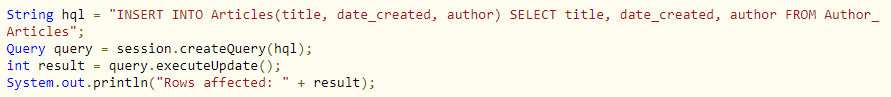 String hql = "INSERT INTO Articles(title, date_created, author) SELECT title, date_created, author FROM Author_
Articles";
Query query = session.createQuery(hql);
int result = query.executeUpdate();
System.out.println("Rows affected: " + result);